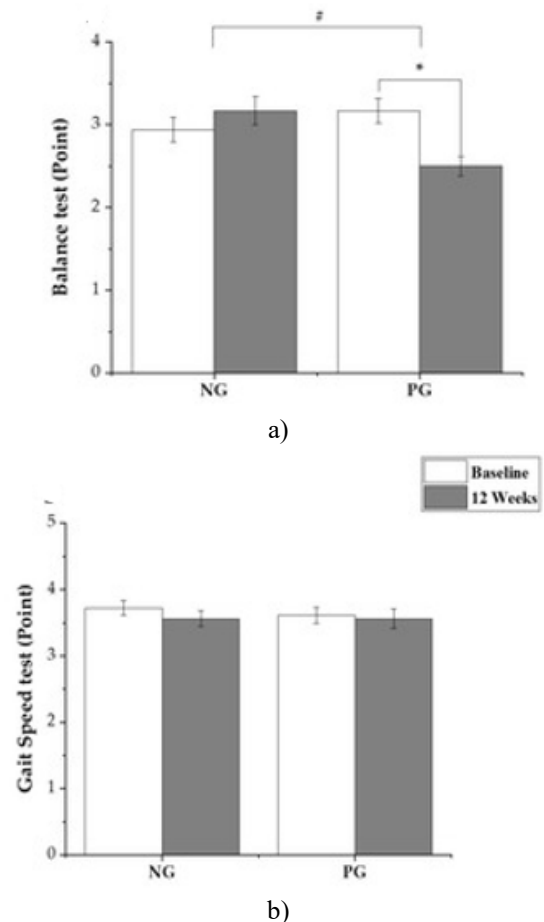 #
4
*
3
2
1
0
Balance test (Point)
NG PG
a)
Baseline
12 Weeks
5
4
3
2
1
0
Gait Speed test (Point)
NG PG
b)